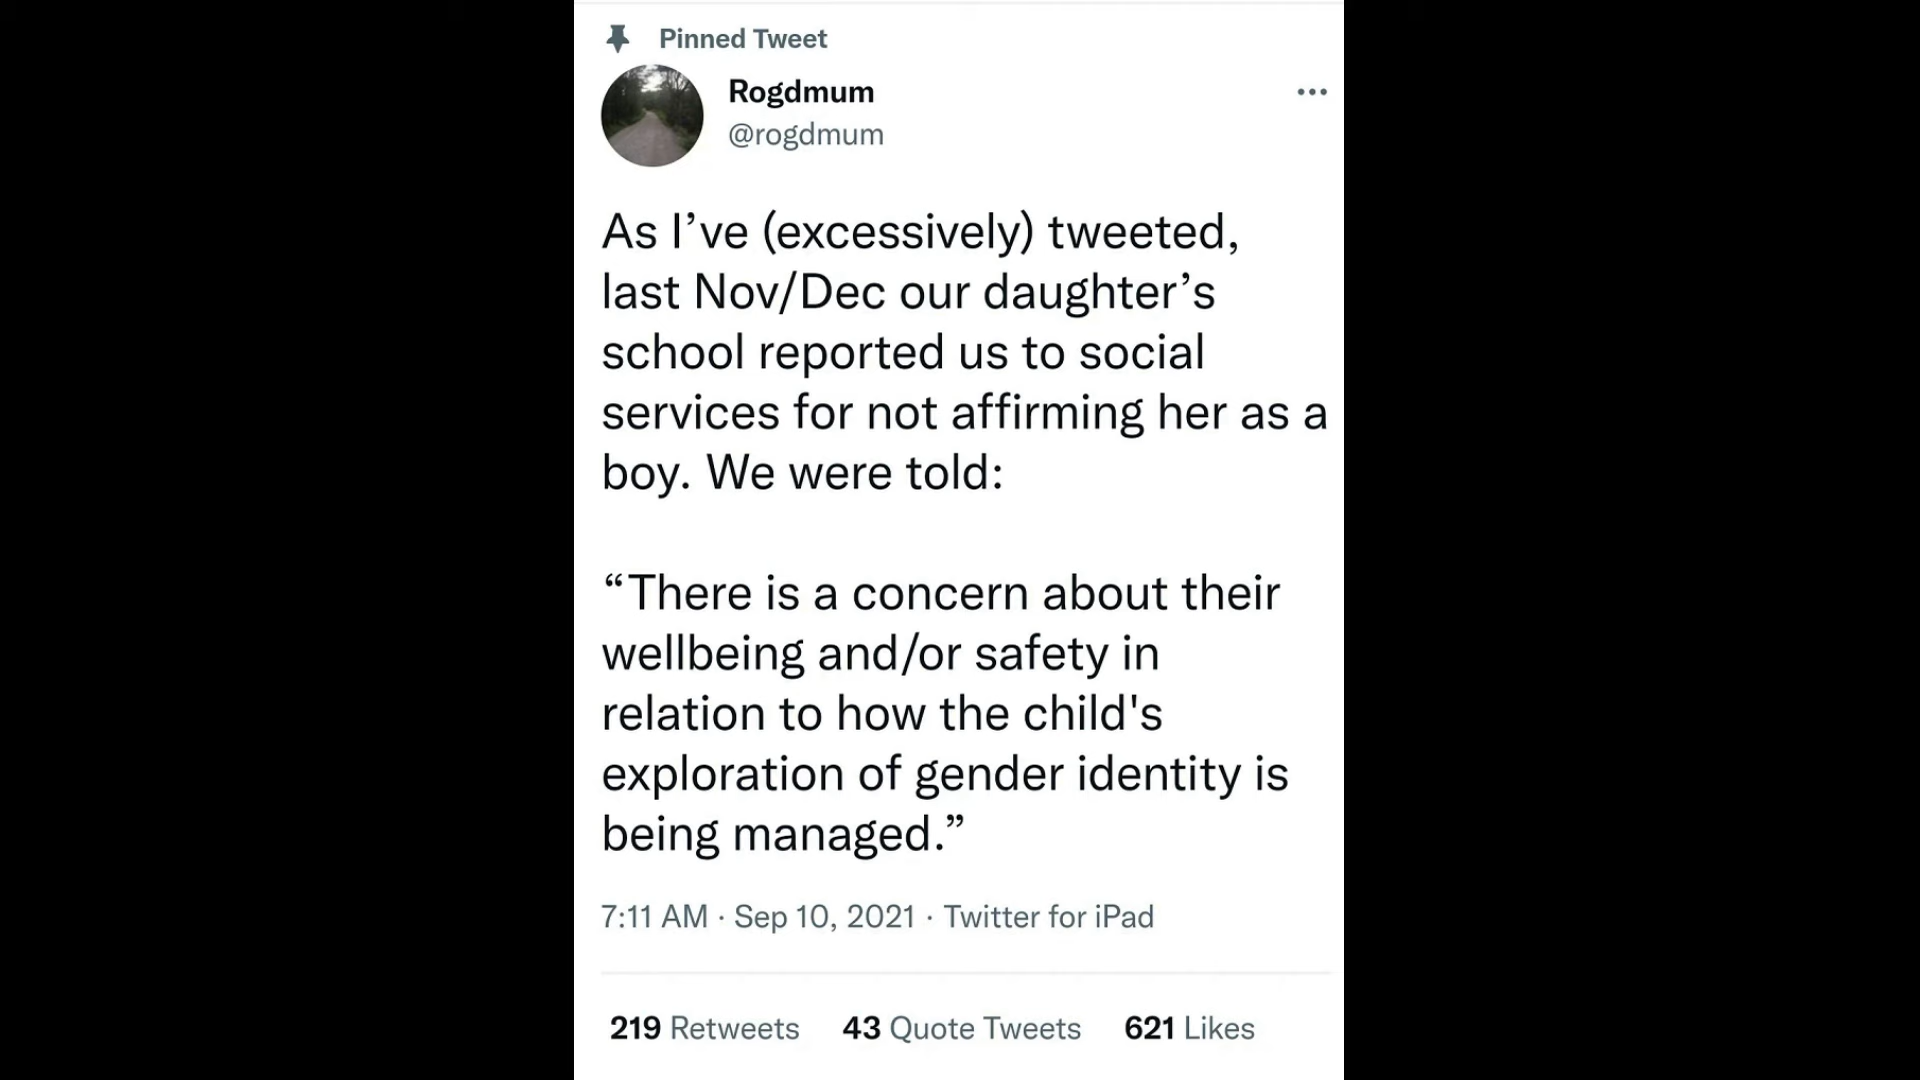 Pinned Tweet
Rogdmum
@rogdmum
As I’ve (excessively) tweeted,
last Nov/Dec our daughter’s
school reported us to social
services for not affirming her as a
boy. We were told:
“There is a concern about their
wellbeing and/or safety in
relation to how the child's
exploration of gender identity is
being managed.”
7:11 AM · Sep 10, 2021 · Twitter for iPad
219 Retweets 43 Quote Tweets 621 Likes